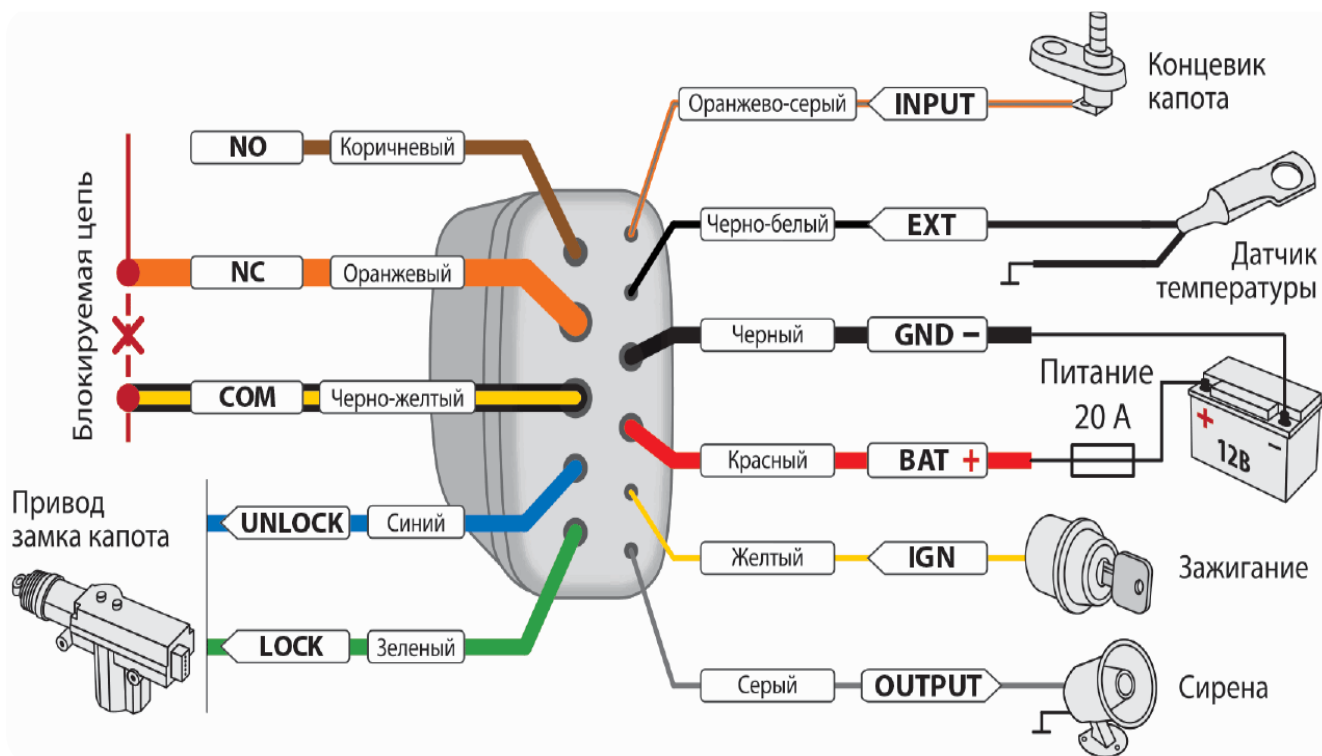 Концевик
капота
Оранжево-серый
INPUT
NO
Коричневый
Блокируемая цепь
Черно-белый
EXT
Датчик
температуры
NC
Оранжевый
Черный
GND –
Питание
20 А
COM
Черно-желтый
+
–
12В
Красный
BAT +
Привод
замка капота
UNLOCK
Синий
Желтый
IGN
Зажигание
LOCK
Зеленый
Серый
OUTPUT
Сирена